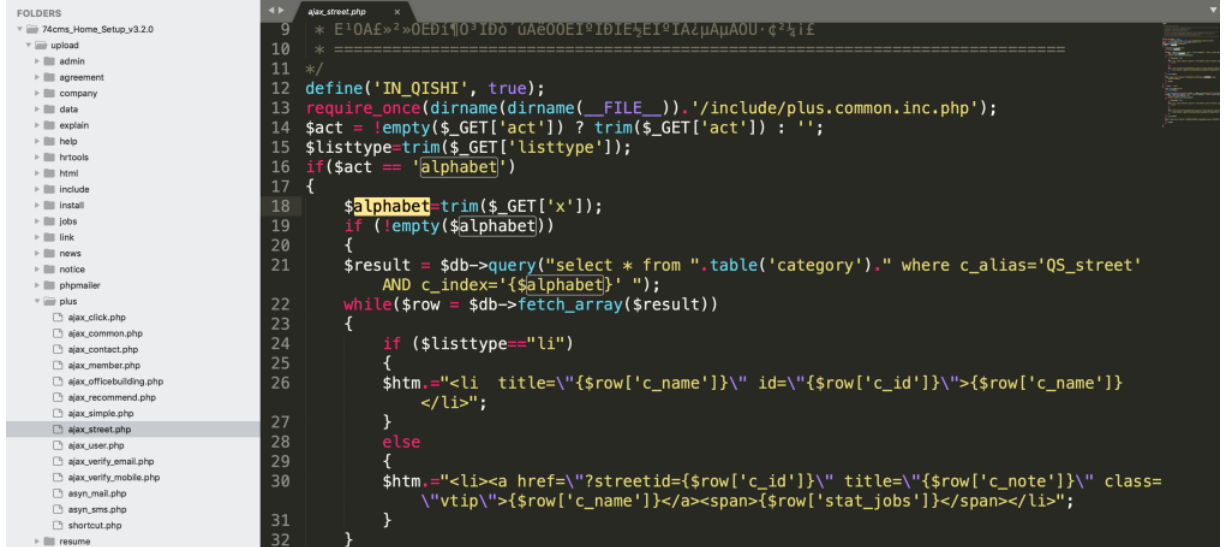 FOLDERS
74cms_Home_Setup_v3.2.0
upload
admin
agreement
company
data
explain
help
hrtools
html
include
install
jobs
link
news
notice
phpmailer
plus
ajax_click.php
ajax_common.php
ajax_contact.php
ajax_member.php
ajax_officebuilding.php
ajax_recommend.php
ajax_simple.php
ajax_street.php
ajax_user.php
ajax_verify_email.php
ajax_verify_mobile.php
asyn_mail.php
asyn_sms.php
shortcut.php
resume
ajax_street.php ×
9 *
10 * =========================================================================
11 */
12 define('IN_QISHI', true);
13 require_once(dirname(dirname(__FILE__)).'/include/plus.common.inc.php');
14 $act = !empty($_GET['act']) ? trim($_GET['act']) : '';
15 $listtype=trim($_GET['listtype']);
16 if($act == 'alphabet')
17 {
18 $alphabet=trim($_GET['x']);
19 if (!empty($alphabet))
20 {
21 $result = $db->query("select * from ".table('category')." where c_alias='QS_street'
AND c_index='{$alphabet}' ");
22 while($row = $db->fetch_array($result))
23 {
24 if ($listtype=="li")
25 {
26 $htm.="<li  title=\"{$row['c_name']}\" id=\"{$row['c_id']}\">{$row['c_name']}
</li>";
27 }
28 else
29 {
30 $htm.="<li><a href=\"?streetid={$row['c_id']}\" title=\"{$row['c_note']}\" class=
\"vtip\">{$row['c_name']}</a><span>{$row['stat_jobs']}</span></li>";
31 }
32 }